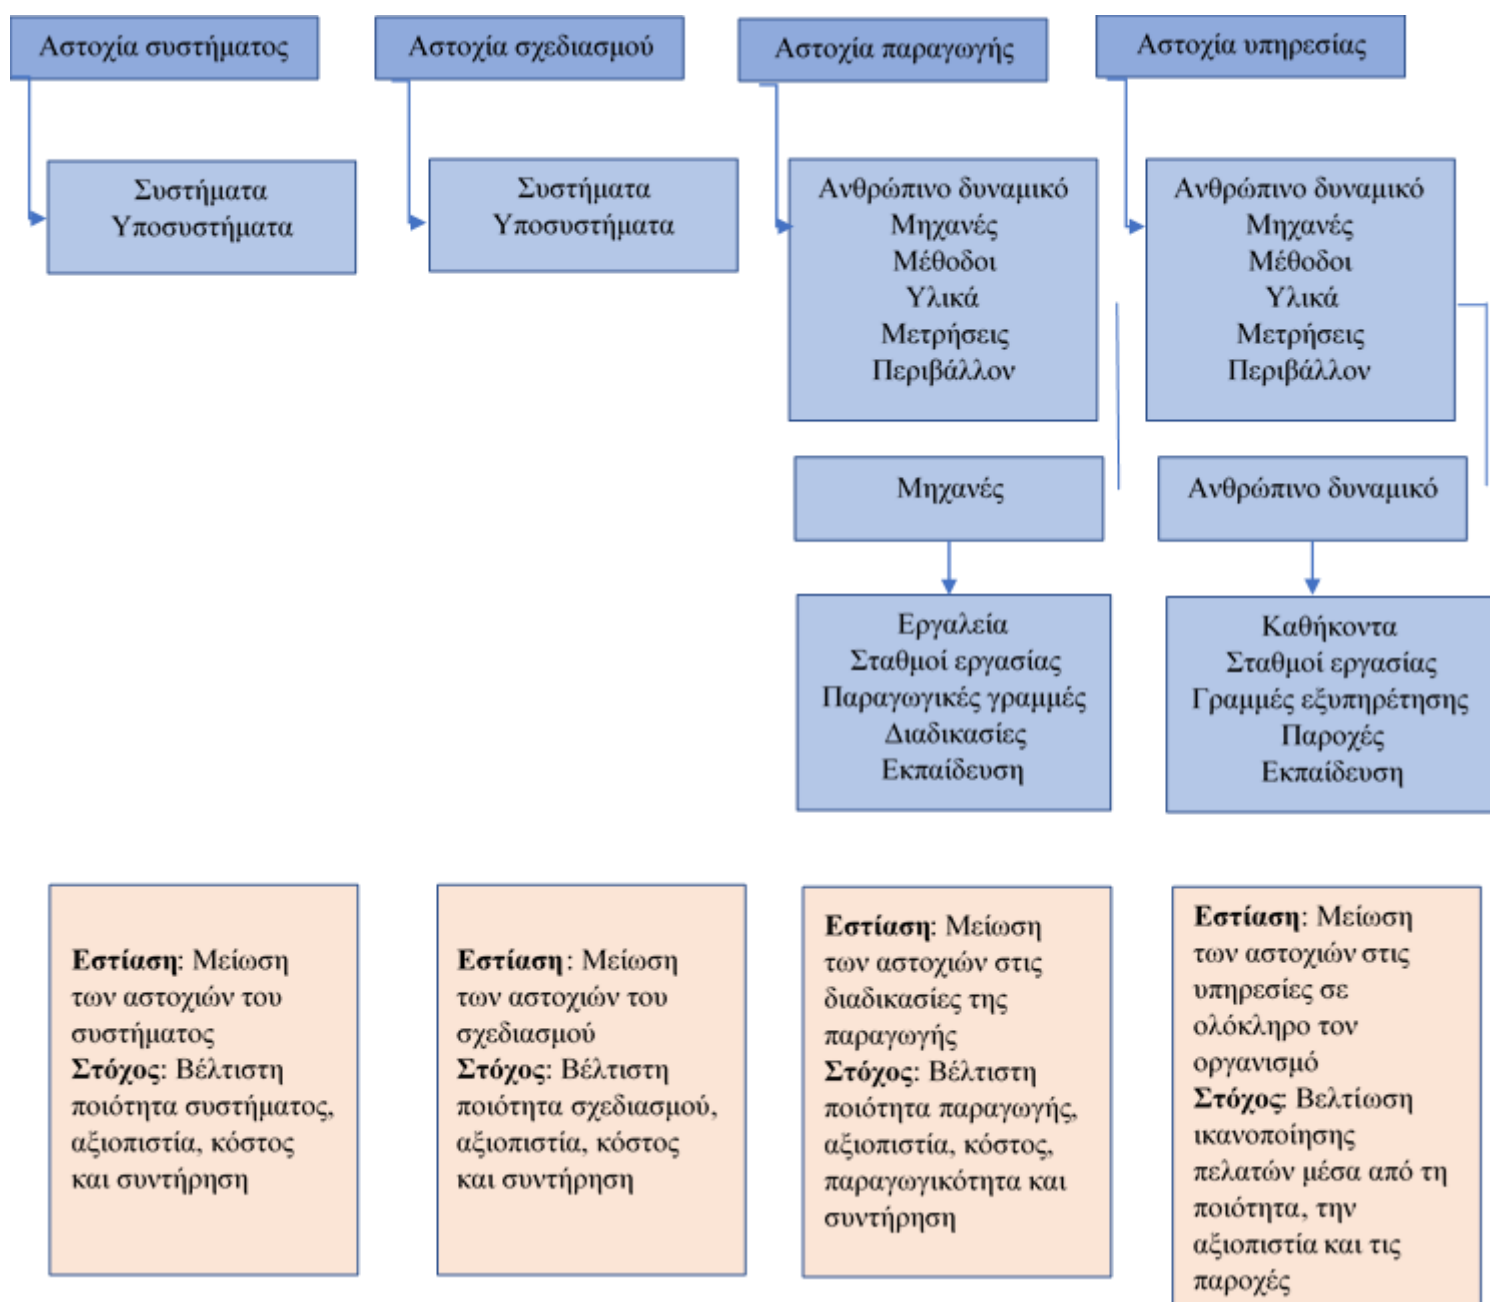 Αστοχία συστήματος
Αστοχία σχεδιασμού
Αστοχία παραγωγής
Αστοχία υπηρεσίας
Συστήματα
Υποσυστήματα
Συστήματα
Υποσυστήματα
Ανθρώπινο δυναμικό
Μηχανές
Μέθοδοι
Υλικά
Μετρήσεις
Περιβάλλον
Ανθρώπινο δυναμικό
Μηχανές
Μέθοδοι
Υλικά
Μετρήσεις
Περιβάλλον
Μηχανές
Ανθρώπινο δυναμικό
Εργαλεία
Σταθμοί εργασίας
Παραγωγικές γραμμές
Διαδικασίες
Εκπαίδευση
Καθήκοντα
Σταθμοί εργασίας
Γραμμές εξυπηρέτησης
Παροχές
Εκπαίδευση
Εστίαση: Μείωση
των αστοχιών του
συστήματος
Στόχος: Βέλτιστη
ποιότητα συστήματος,
αξιοπιστία, κόστος
και συντήρηση
Εστίαση: Μείωση
των αστοχιών του
σχεδιασμού
Στόχος: Βέλτιστη
ποιότητα σχεδιασμού,
αξιοπιστία, κόστος
και συντήρηση
Εστίαση: Μείωση
των αστοχιών στις
διαδικασίες της
παραγωγής
Στόχος: Βέλτιστη
ποιότητα παραγωγής,
αξιοπιστία, κόστος,
παραγωγικότητα και
συντήρηση
Εστίαση: Μείωση
των αστοχιών στις
υπηρεσίες σε
ολόκληρο τον
οργανισμό
Στόχος: Βελτίωση
ικανοποίησης
πελατών μέσα από τη
ποιότητα, την
αξιοπιστία και τις
παροχές